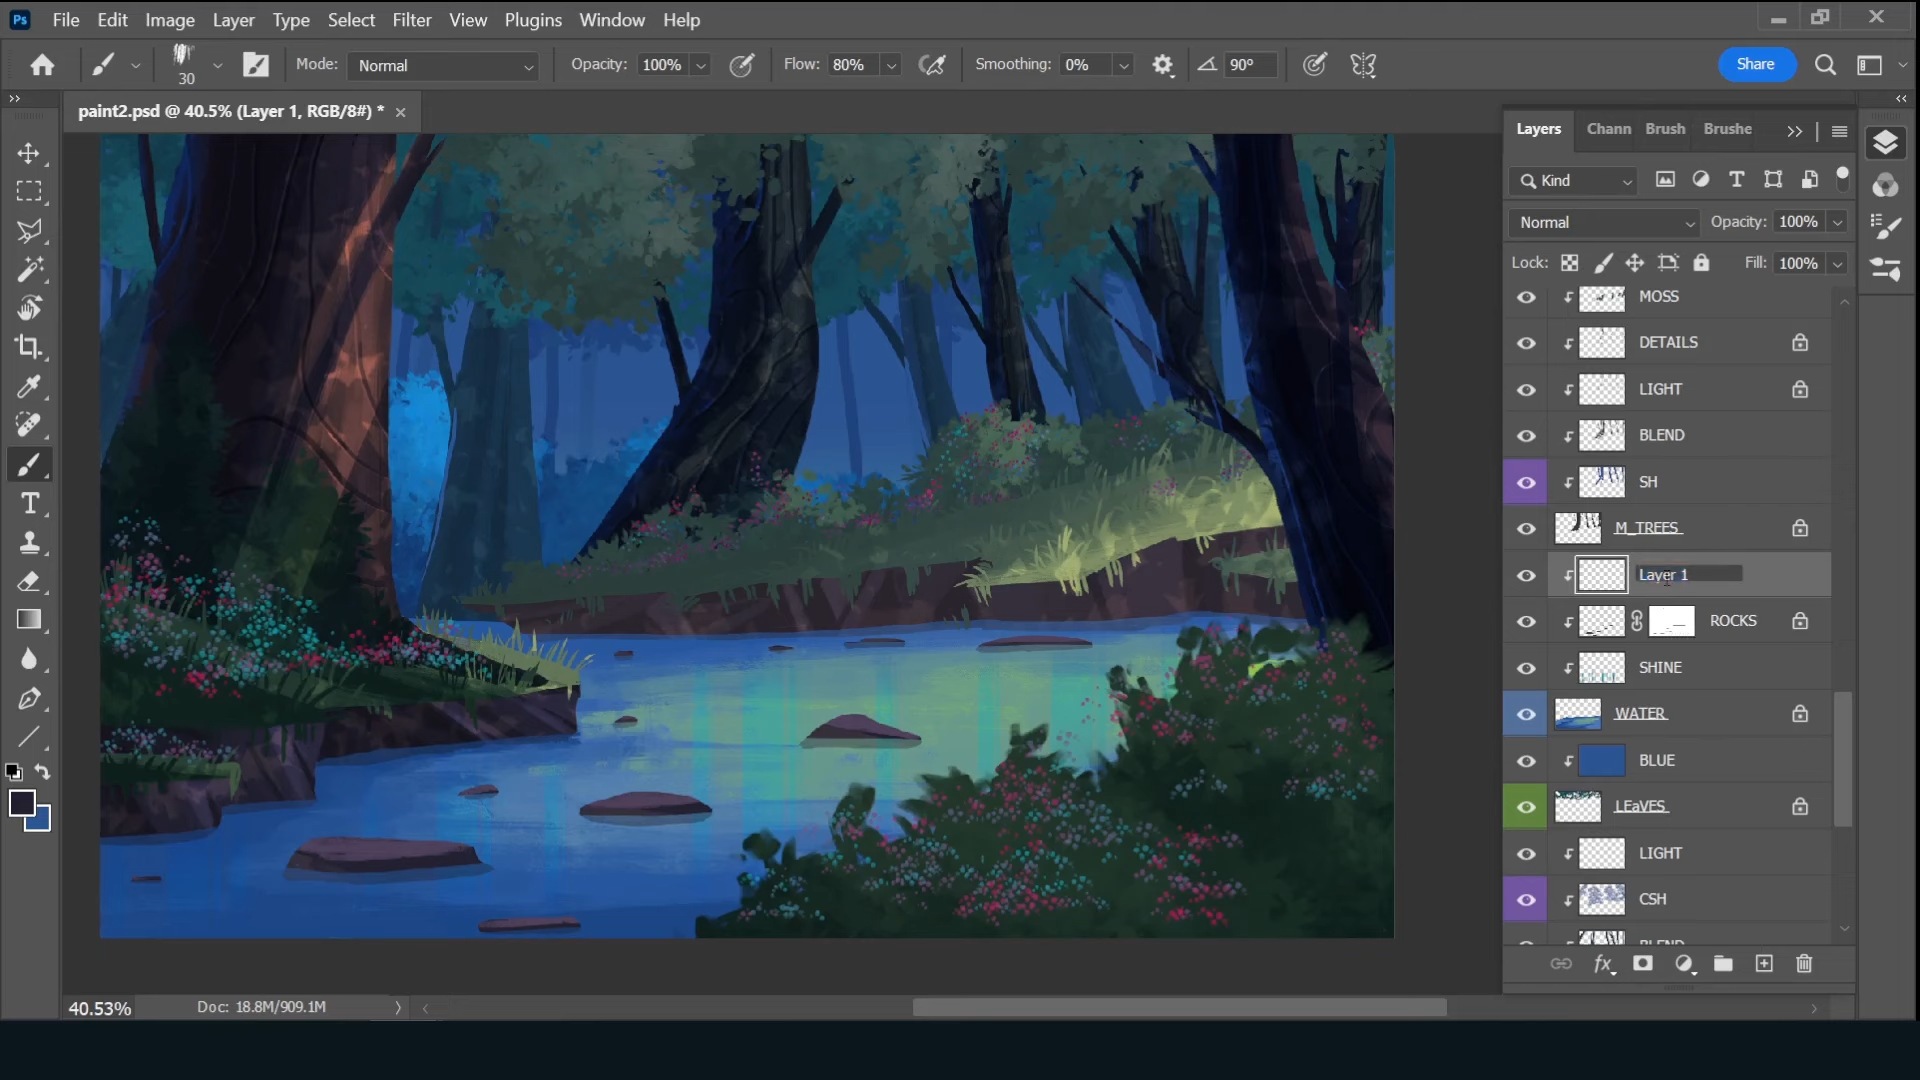 Ps File Edit Image Layer Type Select Filter View Plugins Window Help
30 Mode: Normal Opacity: 100% Flow: 80% Smoothing: 0% 90° Share
paint2.psd @ 40.5% (Layer 1, RGB/8#) *
Layers Chann Brush Brushe
Kind
Normal Opacity: 100%
Lock: Fill: 100%
MOSS
DETAILS
LIGHT
BLEND
SH
M_TREES
Layer 1
ROCKS
SHINE
WATER
BLUE
LEaVES
LIGHT
CSH
BLEND
fx
40.53% Doc: 18.8M/909.1M